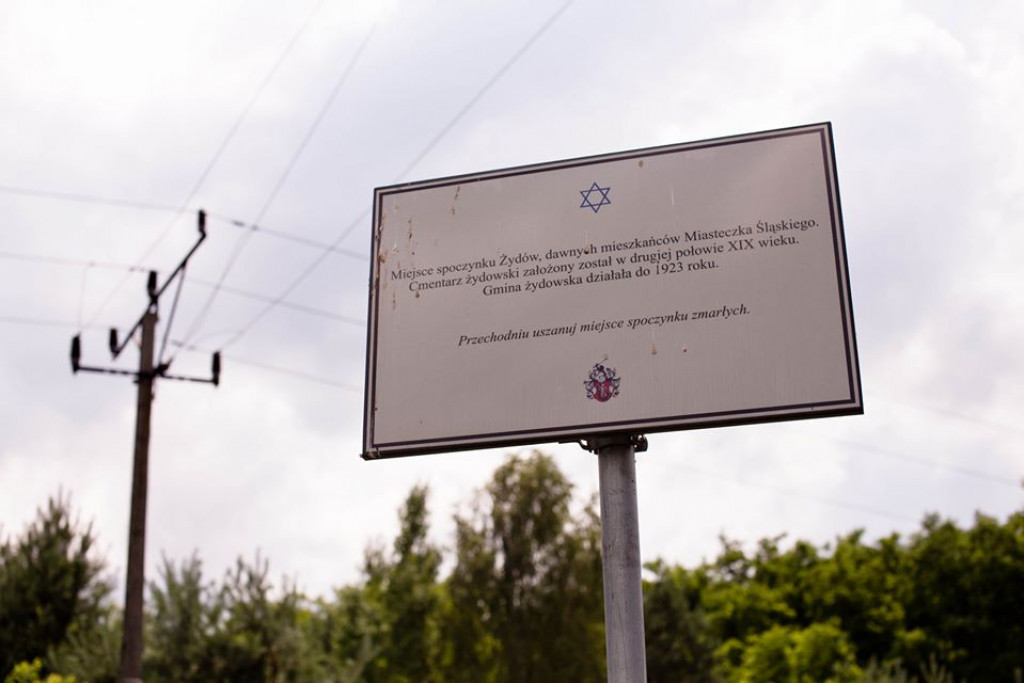 Miejsce spoczynku Żydów, dawnych mieszkańców Miasteczka Śląskiego.
Cmentarz żydowski założony został w drugiej połowie XIX wieku.
Gmina żydowska działała do 1923 roku.
Przechodniu uszanuj miejsce spoczynku zmarłych.